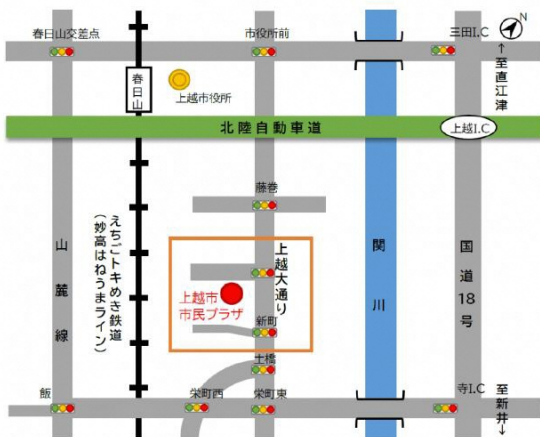 春日山交差点
市役所前
三田I.C
N
↑至直江津
春日山
上越市役所
北陸自動車道
上越I.C
藤巻
山麓線
えちごトキめき鉄道
(妙高はねうまライン)
上越大通り
関川
国道18号
上越市
市民プラザ
新町
土橋
飯
栄町西
栄町東
寺I.C
至新井↓